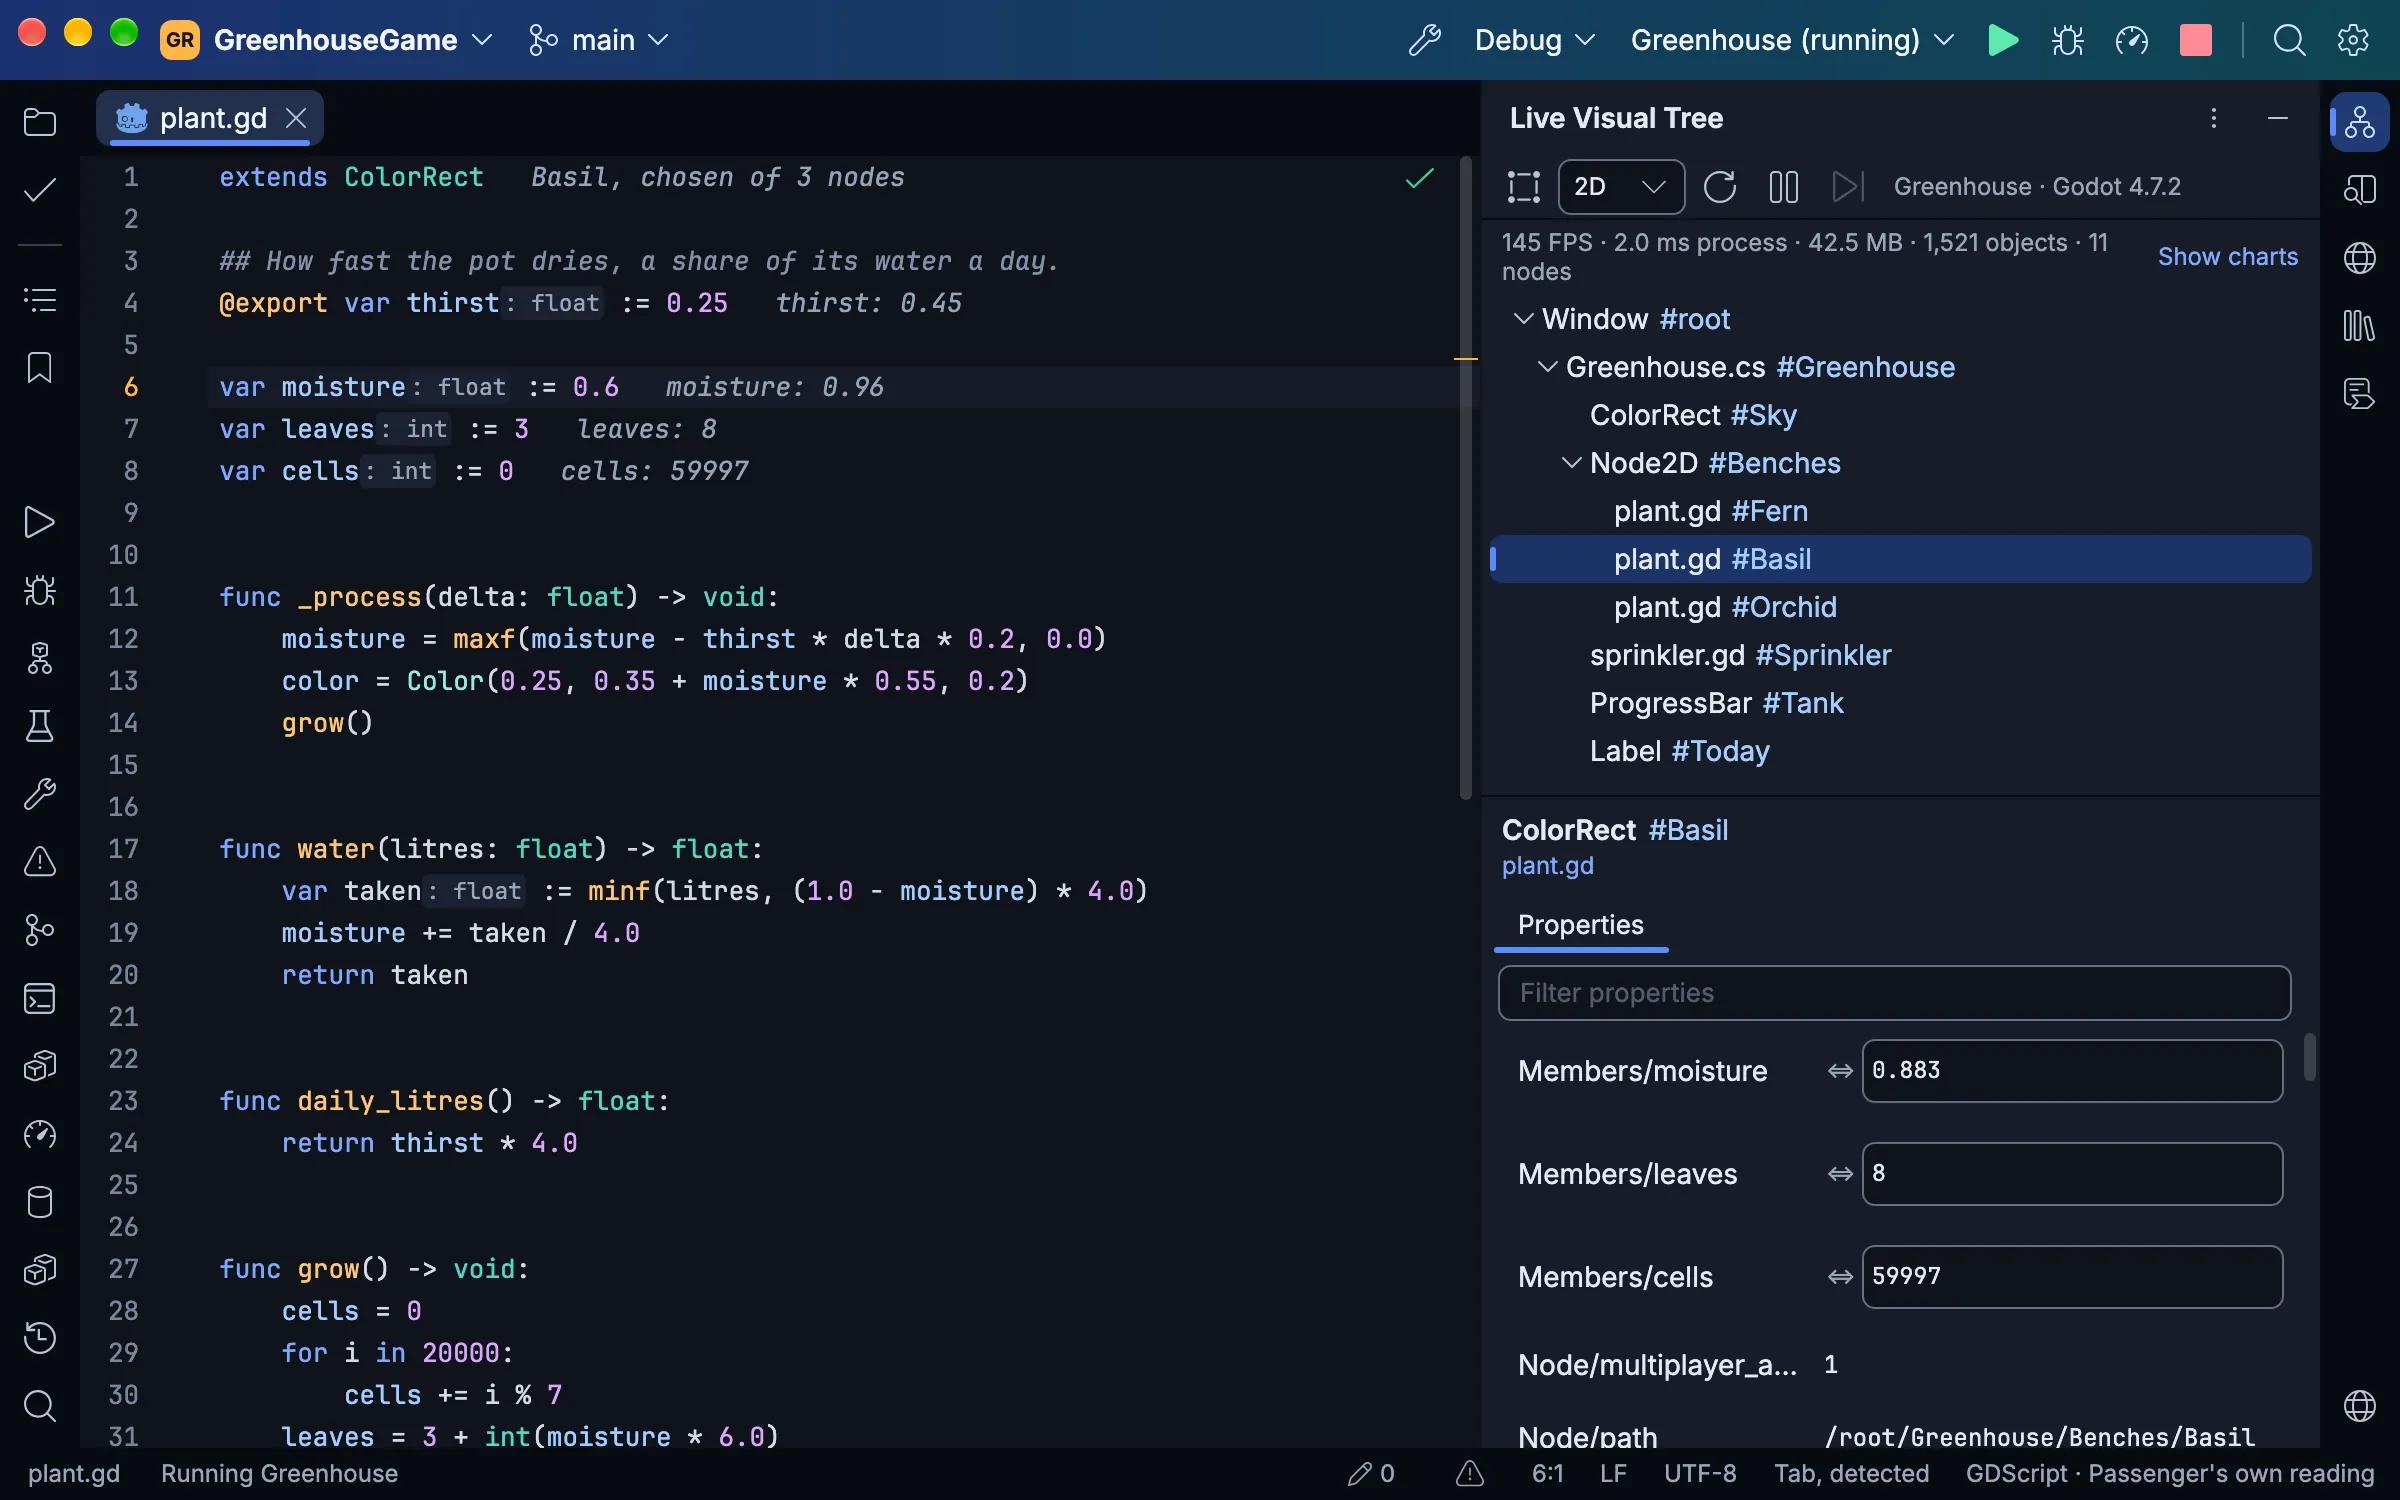 GR GreenhouseGame main Debug Greenhouse (running)
plant.gd
1 extends ColorRect Basil, chosen of 3 nodes
2
3 ## How fast the pot dries, a share of its water a day.
4 @export var thirst: float := 0.25 thirst: 0.45
5
6 var moisture: float := 0.6 moisture: 0.96
7 var leaves: int := 3 leaves: 8
8 var cells: int := 0 cells: 59997
9
10
11 func _process(delta: float) -> void:
12 moisture = maxf(moisture - thirst * delta * 0.2, 0.0)
13 color = Color(0.25, 0.35 + moisture * 0.55, 0.2)
14 grow()
15
16
17 func water(litres: float) -> float:
18 var taken: float := minf(litres, (1.0 - moisture) * 4.0)
19 moisture += taken / 4.0
20 return taken
21
22
23 func daily_litres() -> float:
24 return thirst * 4.0
25
26
27 func grow() -> void:
28 cells = 0
29 for i in 20000:
30 cells += i % 7
31 leaves = 3 + int(moisture * 6.0)
Live Visual Tree
2D Greenhouse · Godot 4.7.2
145 FPS · 2.0 ms process · 42.5 MB · 1,521 objects · 11
nodes
Show charts
Window #root
Greenhouse.cs #Greenhouse
ColorRect #Sky
Node2D #Benches
plant.gd #Fern
plant.gd #Basil
plant.gd #Orchid
sprinkler.gd #Sprinkler
ProgressBar #Tank
Label #Today
ColorRect #Basil
plant.gd
Properties
Filter properties
Members/moisture 0.883
Members/leaves 8
Members/cells 59997
Node/multiplayer_a... 1
Node/path /root/Greenhouse/Benches/Basil
plant.gd Running Greenhouse 0 6:1 LF UTF-8 Tab, detected GDScript · Passenger's own reading